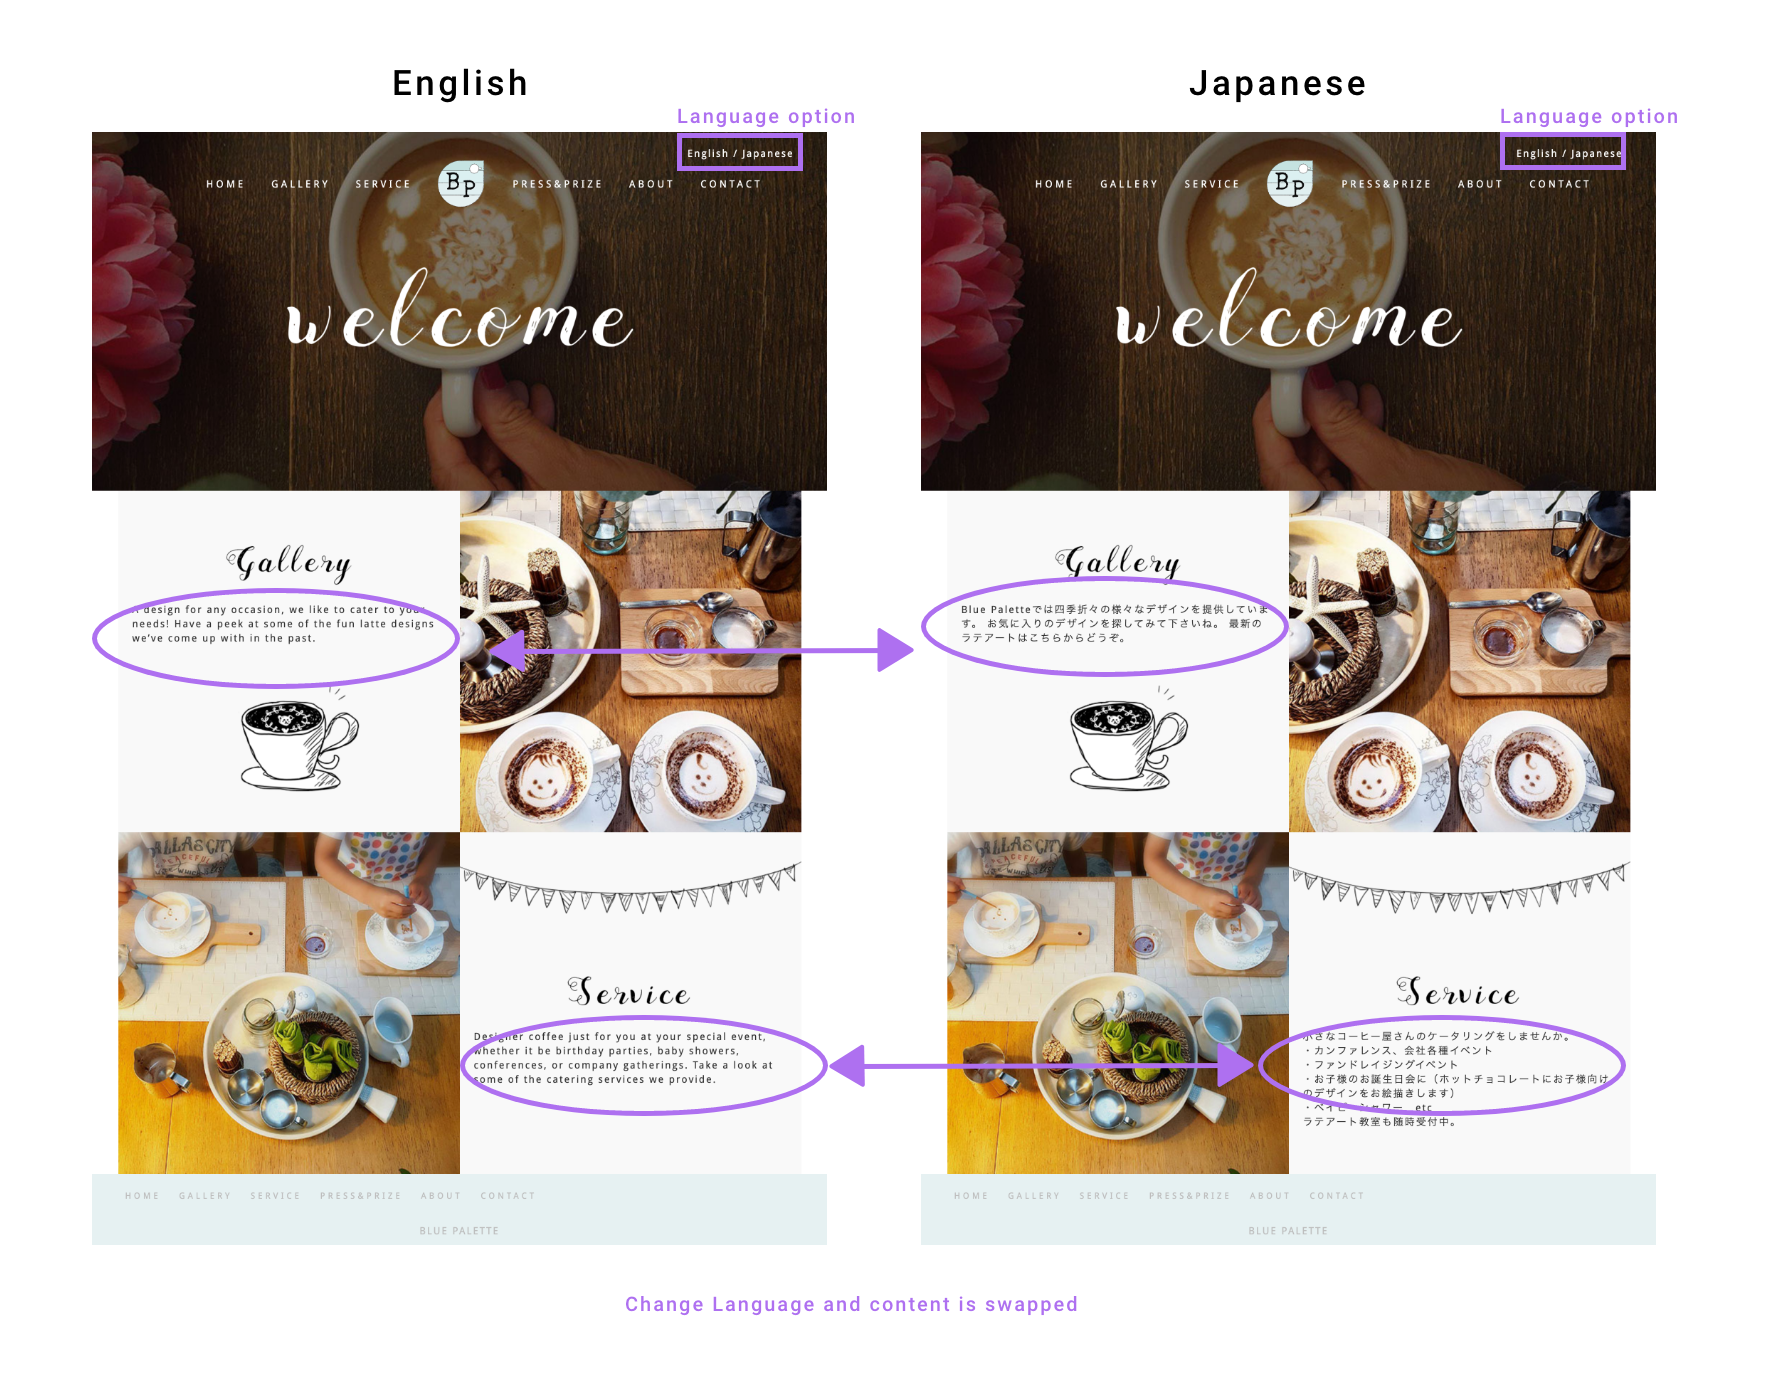 English
Language option
English / Japanese
HOME GALLERY SERVICE BP PRESS&PRIZE ABOUT CONTACT
welcome
Gallery
design for any occasion, we like to cater to your
needs! Have a peek at some of the fun latte designs
we've come up with in the past.
Service
Designer coffee just for you at your special event,
whether it be birthday parties, baby showers,
conferences, or company gatherings. Take a look at
some of the catering services we provide.
HOME GALLERY SERVICE PRESS&PRIZE ABOUT CONTACT
BLUE PALETTE
Japanese
Language option
English / Japanese
HOME GALLERY SERVICE BP PRESS&PRIZE ABOUT CONTACT
welcome
Gallery
Blue Paletteでは四季折々の様々なデザインを提供していま
す。 お気に入りのデザインを探してみて下さいね。 最新の
ラテアートはこちらからどうぞ。
Service
小さなコーヒー屋さんのケータリングをしませんか。
・カンファレンス、会社各種イベント
・ファンドレイジングイベント
・お子様のお誕生日会に（ホットチョコレートにお子様向け
のデザインをお絵描きします）
・ベイビーシャワー etc
ラテアート教室も随時受付中。
HOME GALLERY SERVICE PRESS&PRIZE ABOUT CONTACT
BLUE PALETTE
Change Language and content is swapped